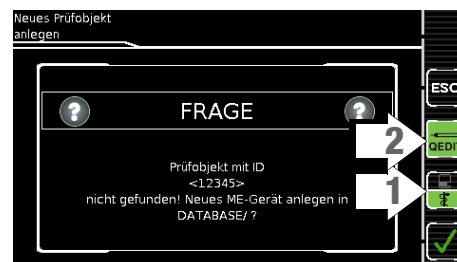 Neues Prüfobjekt
anlegen
ESC
? FRAGE ?
2
QEDIT
Prüfobjekt mit ID
<12345>
1
nicht gefunden! Neues ME-Gerät anlegen in
DATABASE/ ?